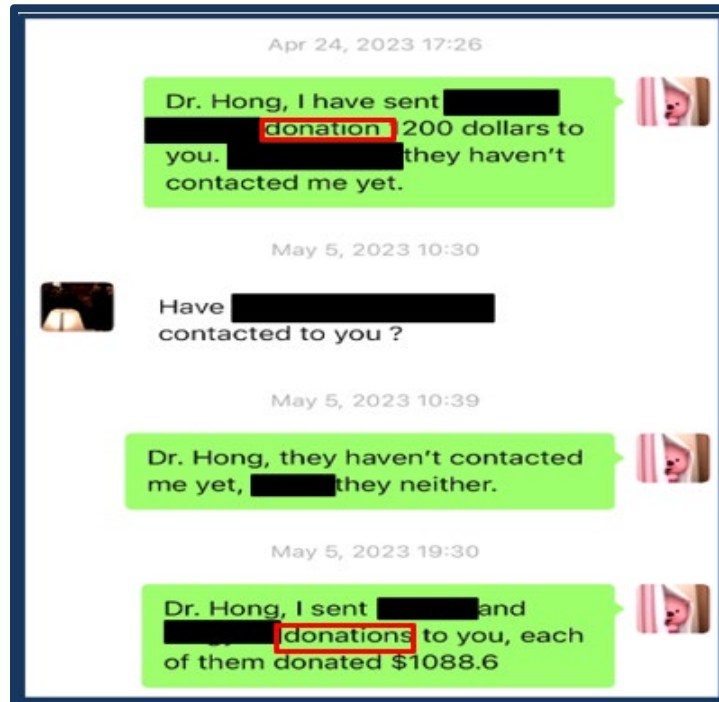 Apr 24, 2023 17:26
Dr. Hong, I have sent
donation 1200 dollars to
you. they haven't
contacted me yet.
May 5, 2023 10:30
Have
contacted to you ?
May 5, 2023 10:39
Dr. Hong, they haven't contacted
me yet, they neither.
May 5, 2023 19:30
Dr. Hong, I sent and
donations to you, each
of them donated $1088.6